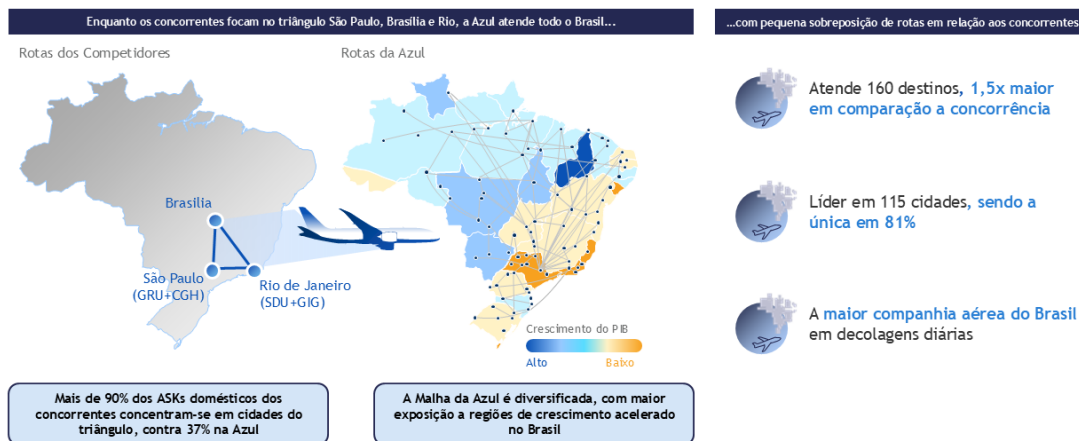 Enquanto os concorrentes focam no triângulo São Paulo, Brasília e Rio, a Azul atende todo o Brasil...
...com pequena sobreposição de rotas em relação aos concorrentes
Rotas dos Competidores
Rotas da Azul
Brasília
São Paulo
(GRU+CGH)
Rio de Janeiro
(SDU+GIG)
Crescimento do PIB
Alto
Baixo
Mais de 90% dos ASKs domésticos dos
concorrentes concentram-se em cidades do
triângulo, contra 37% na Azul
A Malha da Azul é diversificada, com maior
exposição a regiões de crescimento acelerado
no Brasil
Atende 160 destinos, 1,5x maior
em comparação a concorrência
Líder em 115 cidades, sendo a
única em 81%
A maior companhia aérea do Brasil
em decolagens diárias